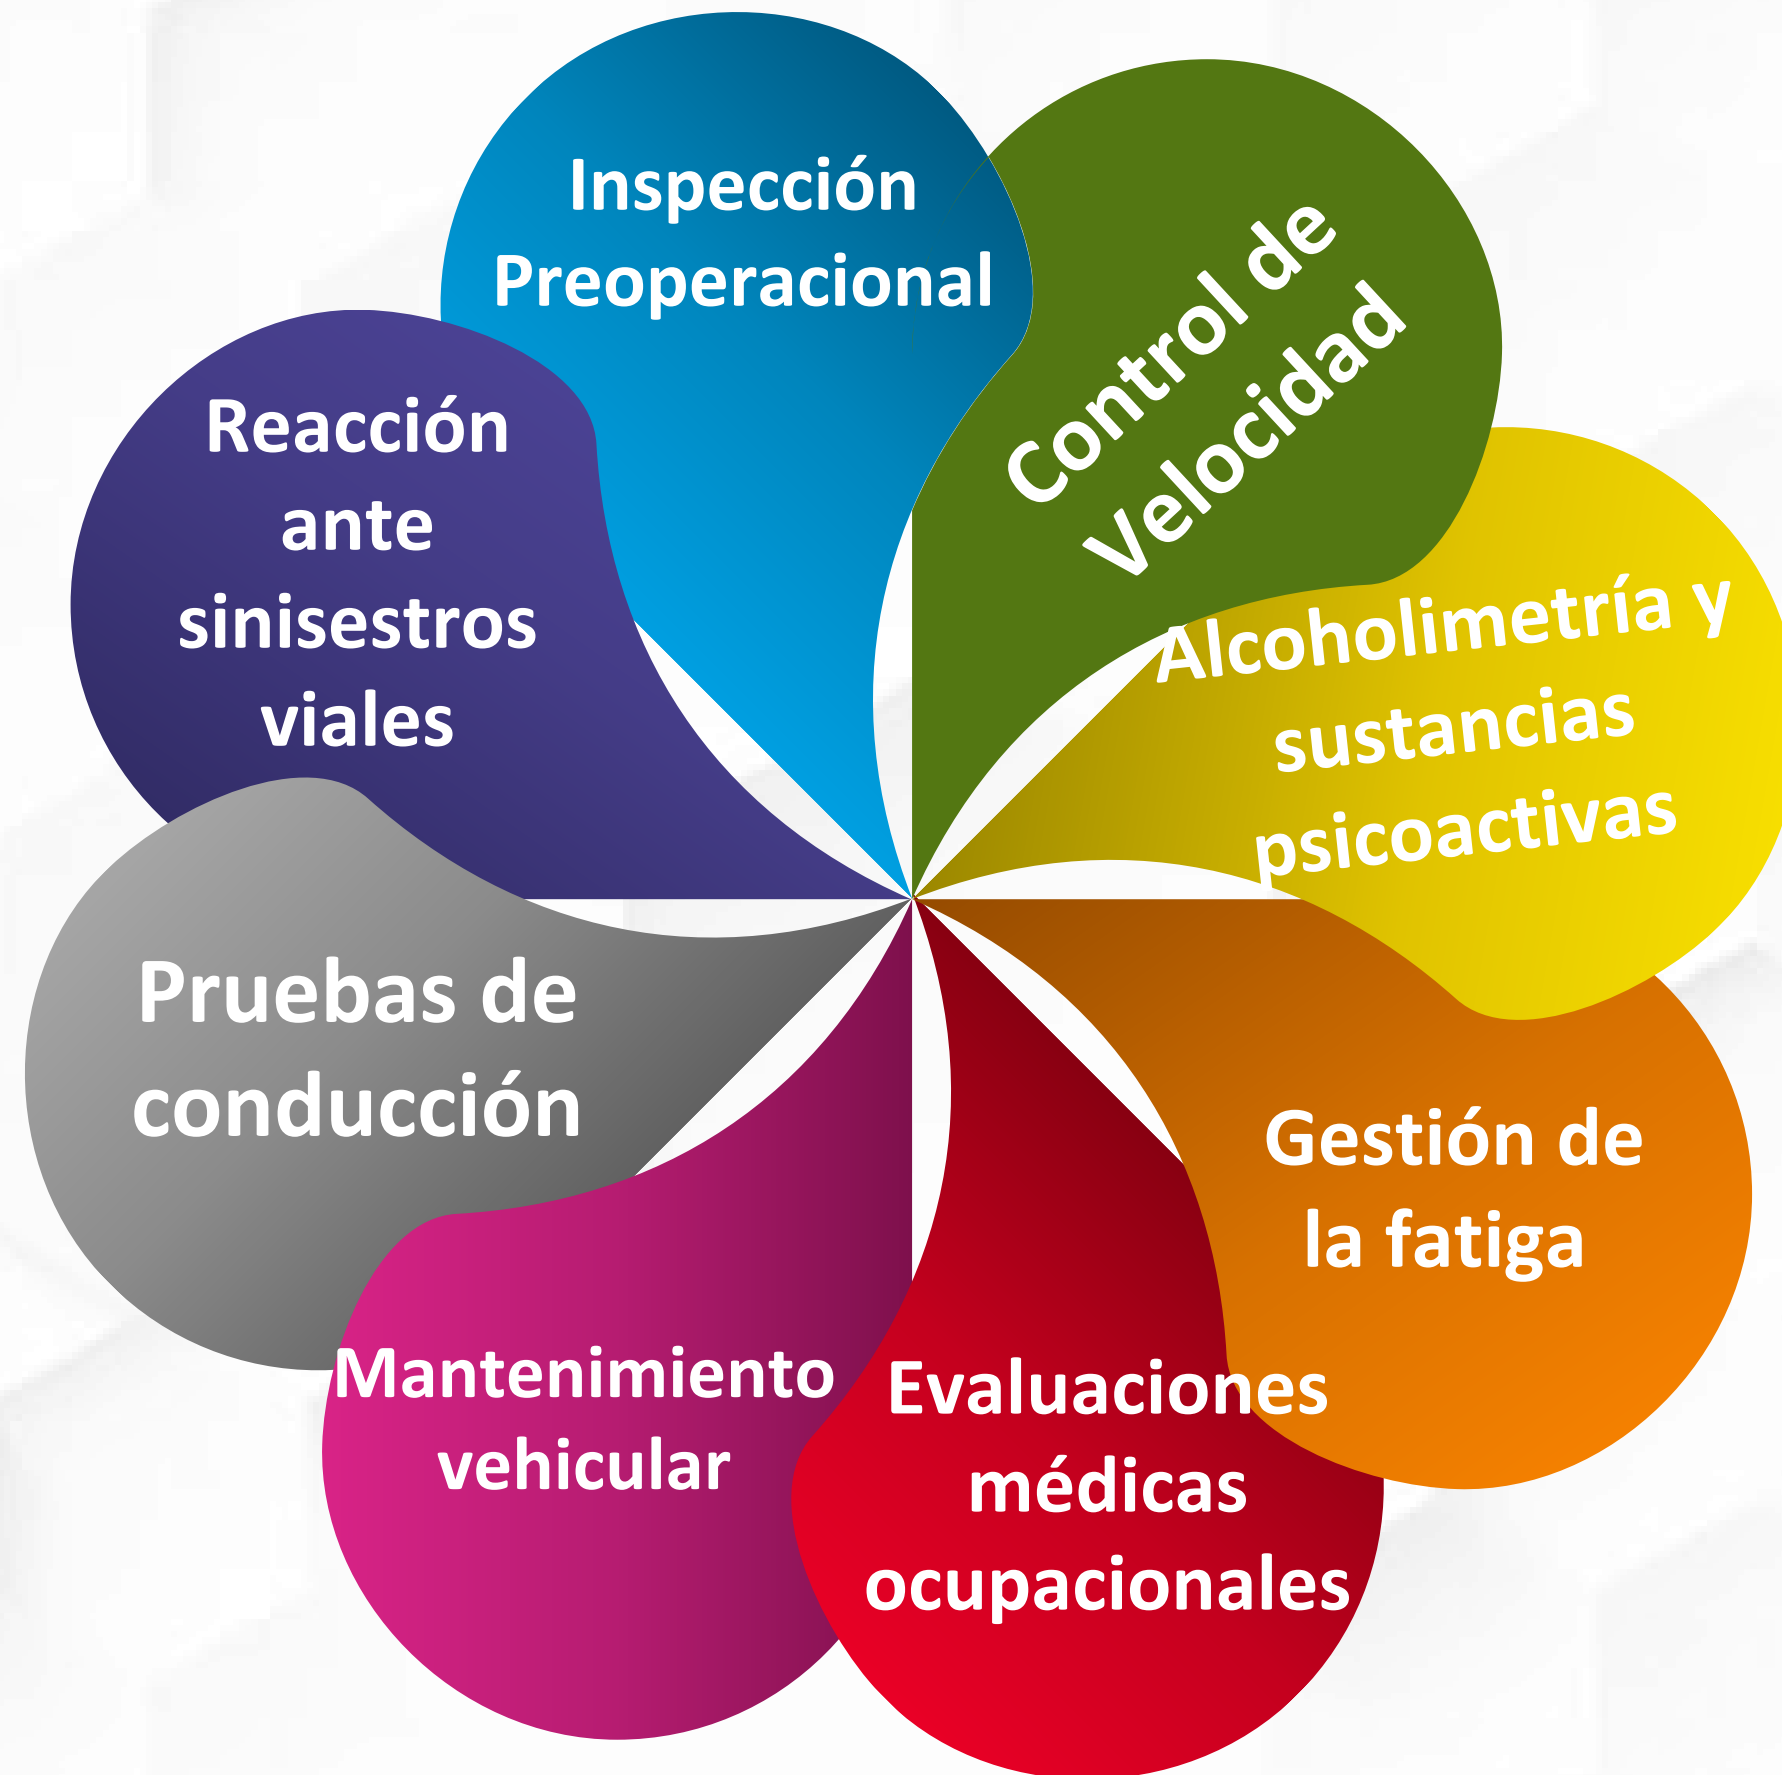 Inspección
Preoperacional
Control de
Velocidad
Alcoholimetría y
sustancias
psicoactivas
Gestión de
la fatiga
Evaluaciones
médicas
ocupacionales
Mantenimiento
vehicular
Pruebas de
conducción
Reacción
ante
sinisestros
viales